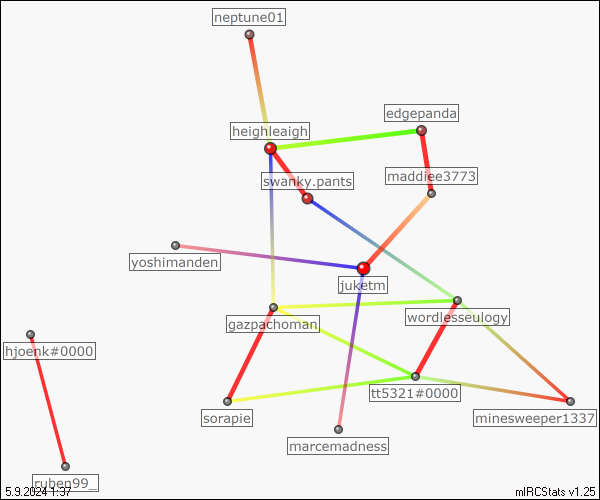 neptune01
edgepanda
heighleaigh
maddiee3773
swanky.pants
yoshimanden
juketm
gazpachoman
wordlesseulogy
hjoenk#0000
tt5321#0000
sorapie
minesweeper1337
marcemadness
ruben99_
5.9.2024 1:37
mIRCStats v1.25